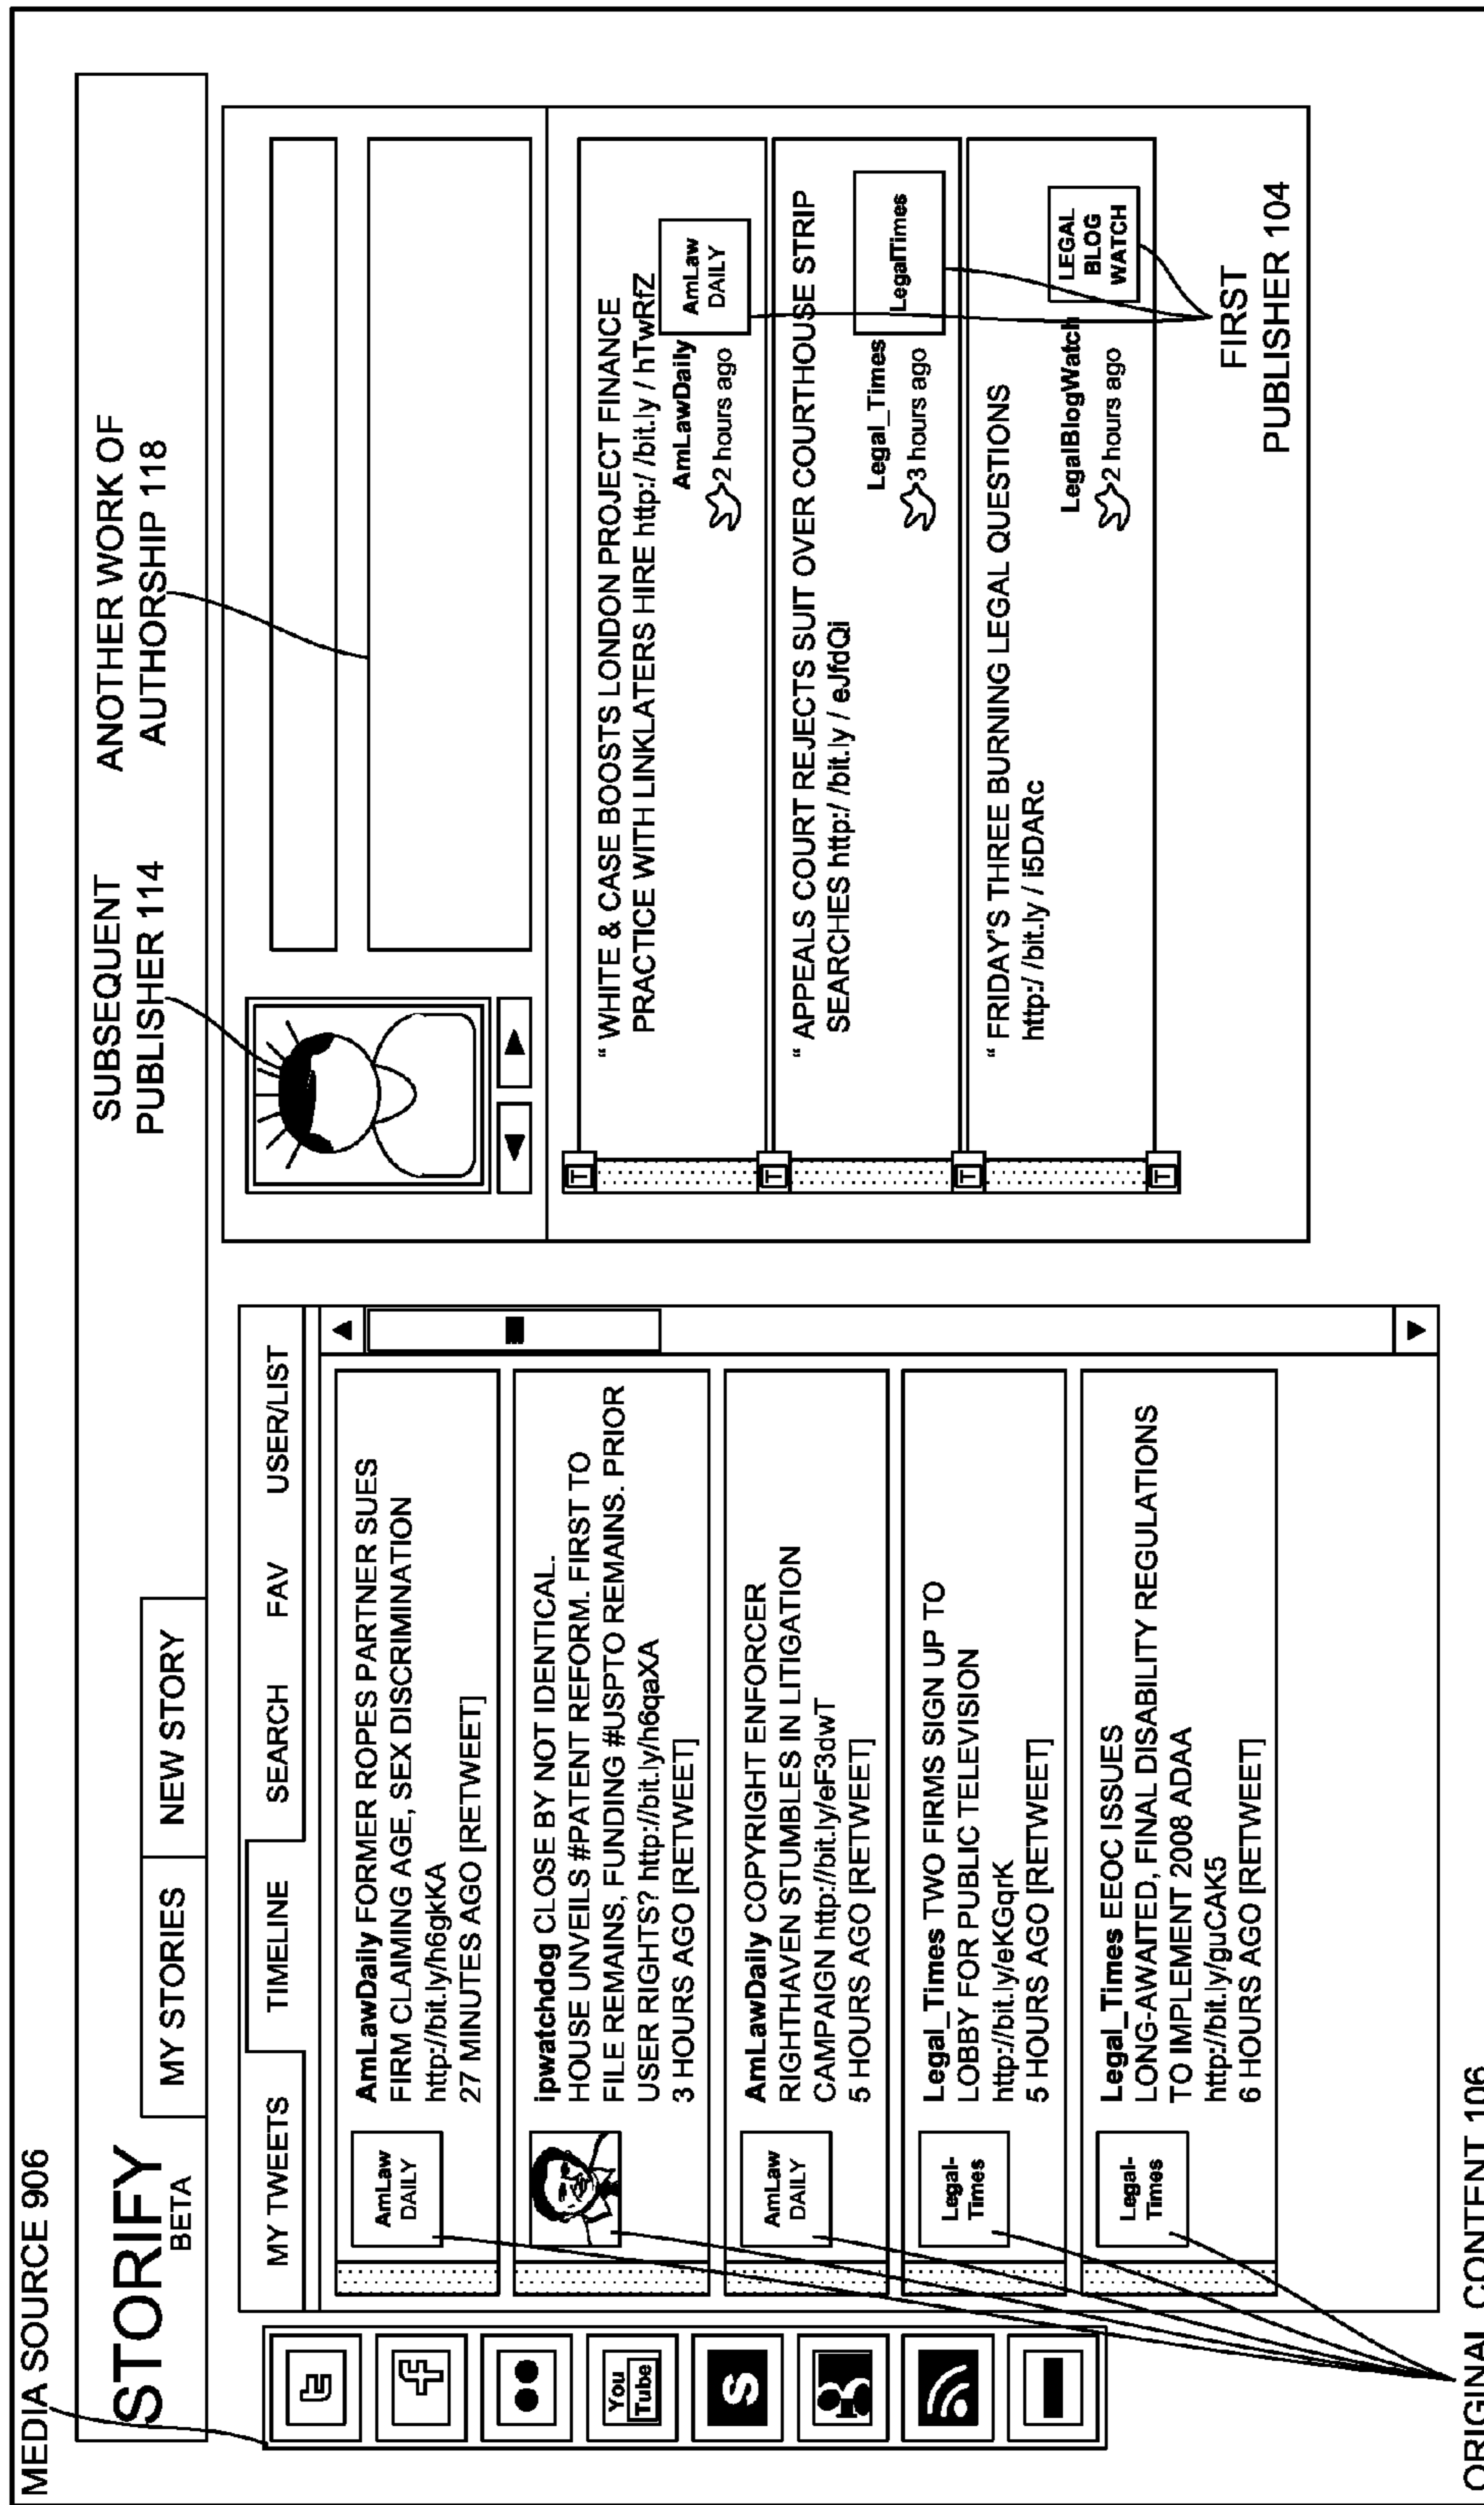 MEDIA SOURCE 906
SUBSEQUENT
PUBLISHER 114
ANOTHER WORK OF
AUTHORSHIP 118
STORIFY
BETA
MY STORIES
NEW STORY
t
f
You
Tube
S
MY TWEETS
TIMELINE
SEARCH
FAV
USER/LIST
AmLaw
DAILY
AmLawDaily FORMER ROPES PARTNER SUES
FIRM CLAIMING AGE, SEX DISCRIMINATION
http://bit.ly/h6gkKA
27 MINUTES AGO [RETWEET]
ipwatchdog CLOSE BY NOT IDENTICAL.
HOUSE UNVEILS #PATENT REFORM. FIRST TO
FILE REMAINS, FUNDING #USPTO REMAINS. PRIOR
USER RIGHTS? http://bit.ly/h6qaXA
3 HOURS AGO [RETWEET]
AmLaw
DAILY
AmLawDaily COPYRIGHT ENFORCER
RIGHTHAVEN STUMBLES IN LITIGATION
CAMPAIGN http://bit.ly/eF3dwT
5 HOURS AGO [RETWEET]
Legal-
Times
Legal_Times TWO FIRMS SIGN UP TO
LOBBY FOR PUBLIC TELEVISION
http://bit.ly/eKGqrK
5 HOURS AGO [RETWEET]
Legal-
Times
Legal_Times EEOC ISSUES
LONG-AWAITED, FINAL DISABILITY REGULATIONS
TO IMPLEMENT 2008 ADAA
http://bit.ly/guCAK5
6 HOURS AGO [RETWEET]
T
“ WHITE & CASE BOOSTS LONDON PROJECT FINANCE
PRACTICE WITH LINKLATERS HIRE http:/ /bit.ly / hTwRfZ
AmLawDaily
2 hours ago
AmLaw
DAILY
T
“ APPEALS COURT REJECTS SUIT OVER COURTHOUSE STRIP
SEARCHES http:/ /bit.ly / eJfdQi
Legal_Times
3 hours ago
LegalTimes
T
“ FRIDAY'S THREE BURNING LEGAL QUESTIONS
http:/ /bit.ly / i5DARc
LegalBlogWatch
2 hours ago
LEGAL
BLOG
WATCH
T
FIRST
PUBLISHER 104
ORIGINAL CONTENT 106